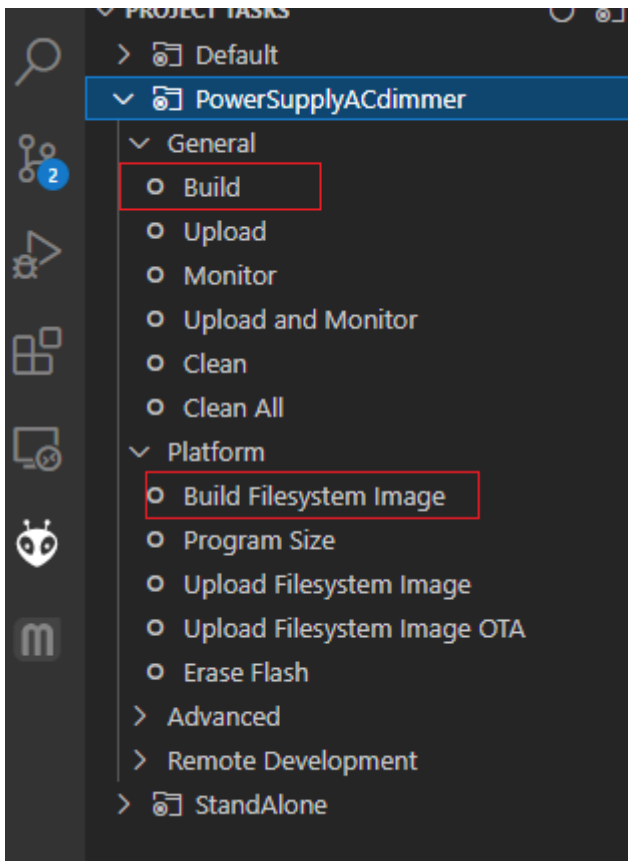 PROJECT TASKS
Default
PowerSupplyACdimmer
General
Build
2
Upload
Monitor
Upload and Monitor
Clean
Clean All
Platform
Build Filesystem Image
Program Size
Upload Filesystem Image
Upload Filesystem Image OTA
Erase Flash
Advanced
Remote Development
StandAlone